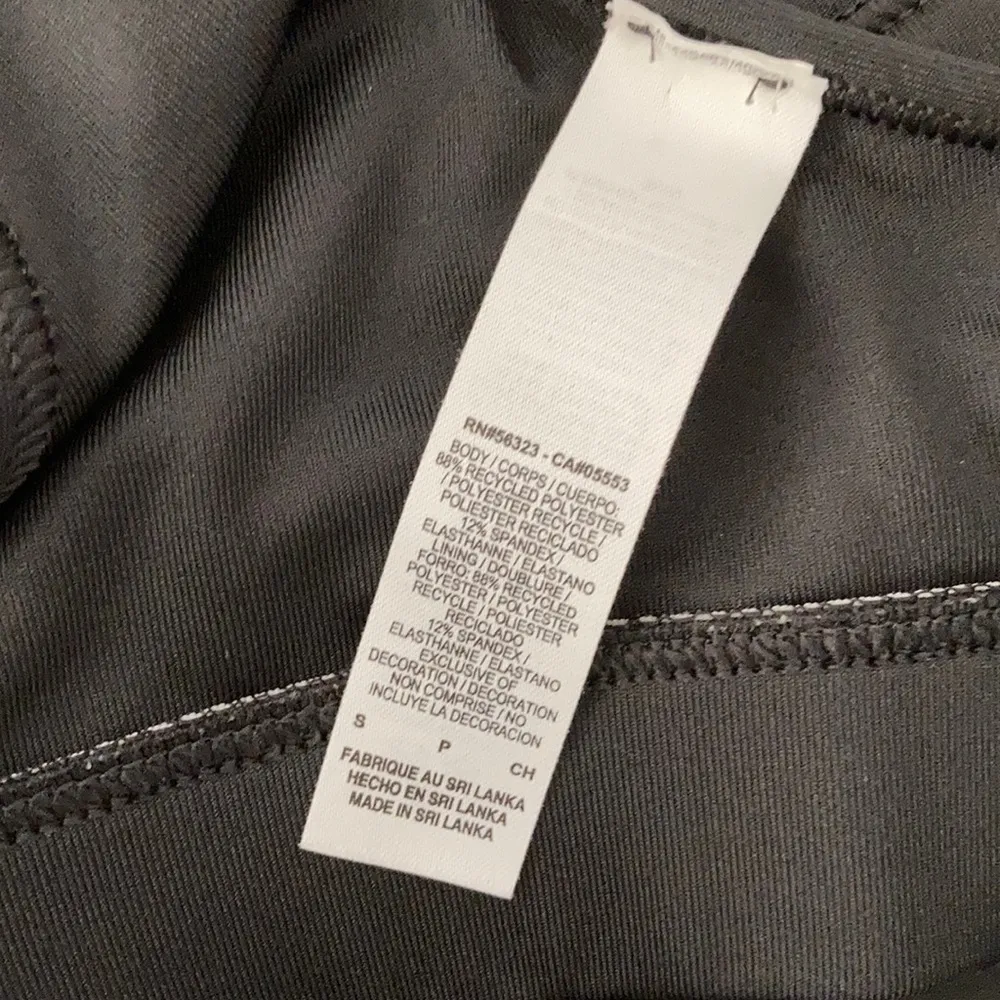 RN#56323 - CA#05553
BODY / CORPS / CUERPO:
88% RECYCLED POLYESTER
/ POLYESTER RECYCLE /
POLIESTER RECICLADO
12% SPANDEX /
ELASTHANNE / ELASTANO
LINING / DOUBLURE /
FORRO: 88% RECYCLED
POLYESTER / POLYESTER
RECYCLE / POLIESTER
RECICLADO
12% SPANDEX /
ELASTHANNE / ELASTANO
EXCLUSIVE OF
DECORATION / DECORATION
NON COMPRISE / NO
INCLUYE LA DECORACION
S P CH
FABRIQUE AU SRI LANKA
HECHO EN SRI LANKA
MADE IN SRI LANKA